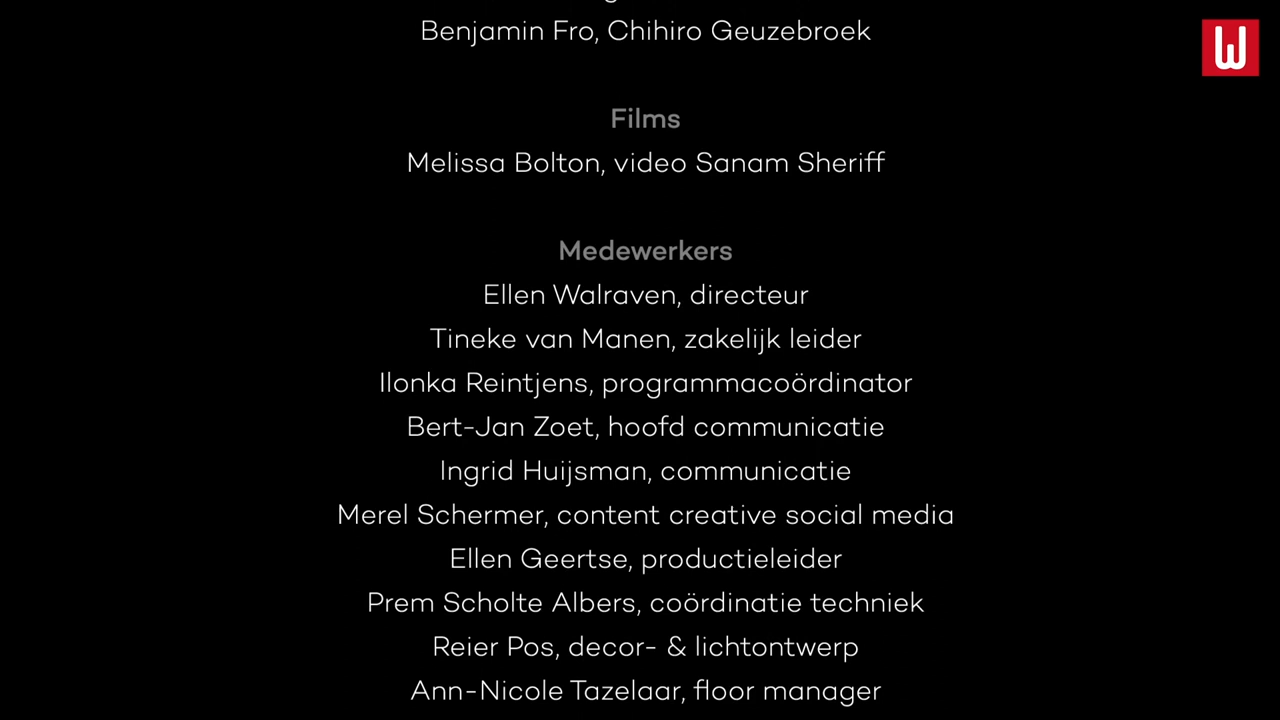 Benjamin Fro, Chihiro Geuzebroek
W
Films
Melissa Bolton, video Sanam Sheriff
Medewerkers
Ellen Walraven, directeur
Tineke van Manen, zakelijk leider
Ilonka Reintjens, programmacoördinator
Bert-Jan Zoet, hoofd communicatie
Ingrid Huijsman, communicatie
Merel Schermer, content creative social media
Ellen Geertse, productieleider
Prem Scholte Albers, coördinatie techniek
Reier Pos, decor- & lichtontwerp
Ann-Nicole Tazelaar, floor manager